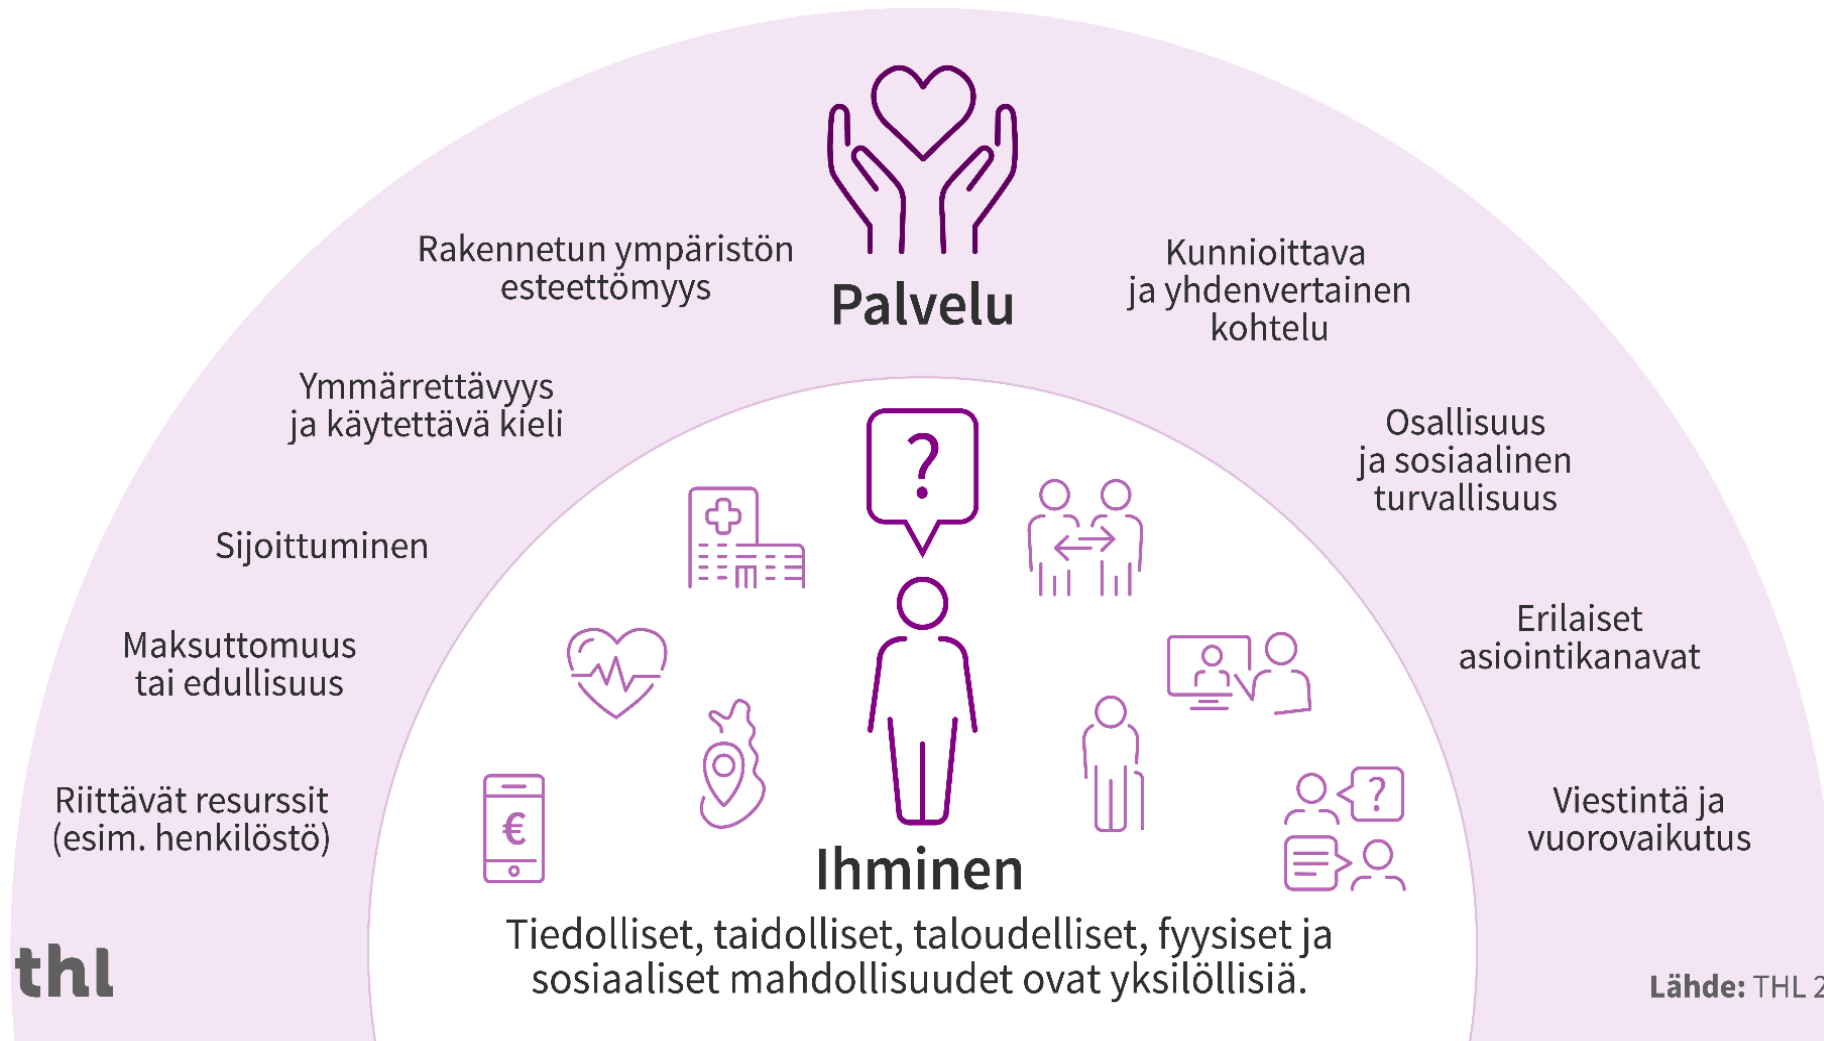 Palvelu
Rakennetun ympäristön
esteettömyys
Ymmärrettävyys
ja käytettävä kieli
Sijoittuminen
Maksuttomuus
tai edullisuus
Riittävät resurssit
(esim. henkilöstö)
Kunnioittava
ja yhdenvertainen
kohtelu
Osallisuus
ja sosiaalinen
turvallisuus
Erilaiset
asiointikanavat
Viestintä ja
vuorovaikutus
?
€
?
Ihminen
Tiedolliset, taidolliset, taloudelliset, fyysiset ja
sosiaaliset mahdollisuudet ovat yksilöllisiä.
thl
Lähde: THL 2